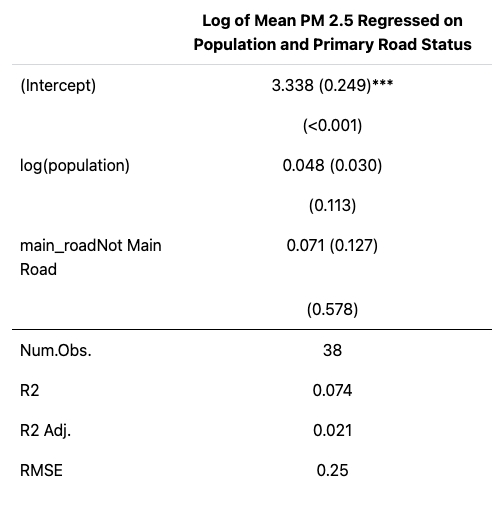 Log of Mean PM 2.5 Regressed on
Population and Primary Road Status
(Intercept) 3.338 (0.249)***
(<0.001)
log(population) 0.048 (0.030)
(0.113)
main_roadNot Main 0.071 (0.127)
Road
(0.578)
Num.Obs. 38
R2 0.074
R2 Adj. 0.021
RMSE 0.25